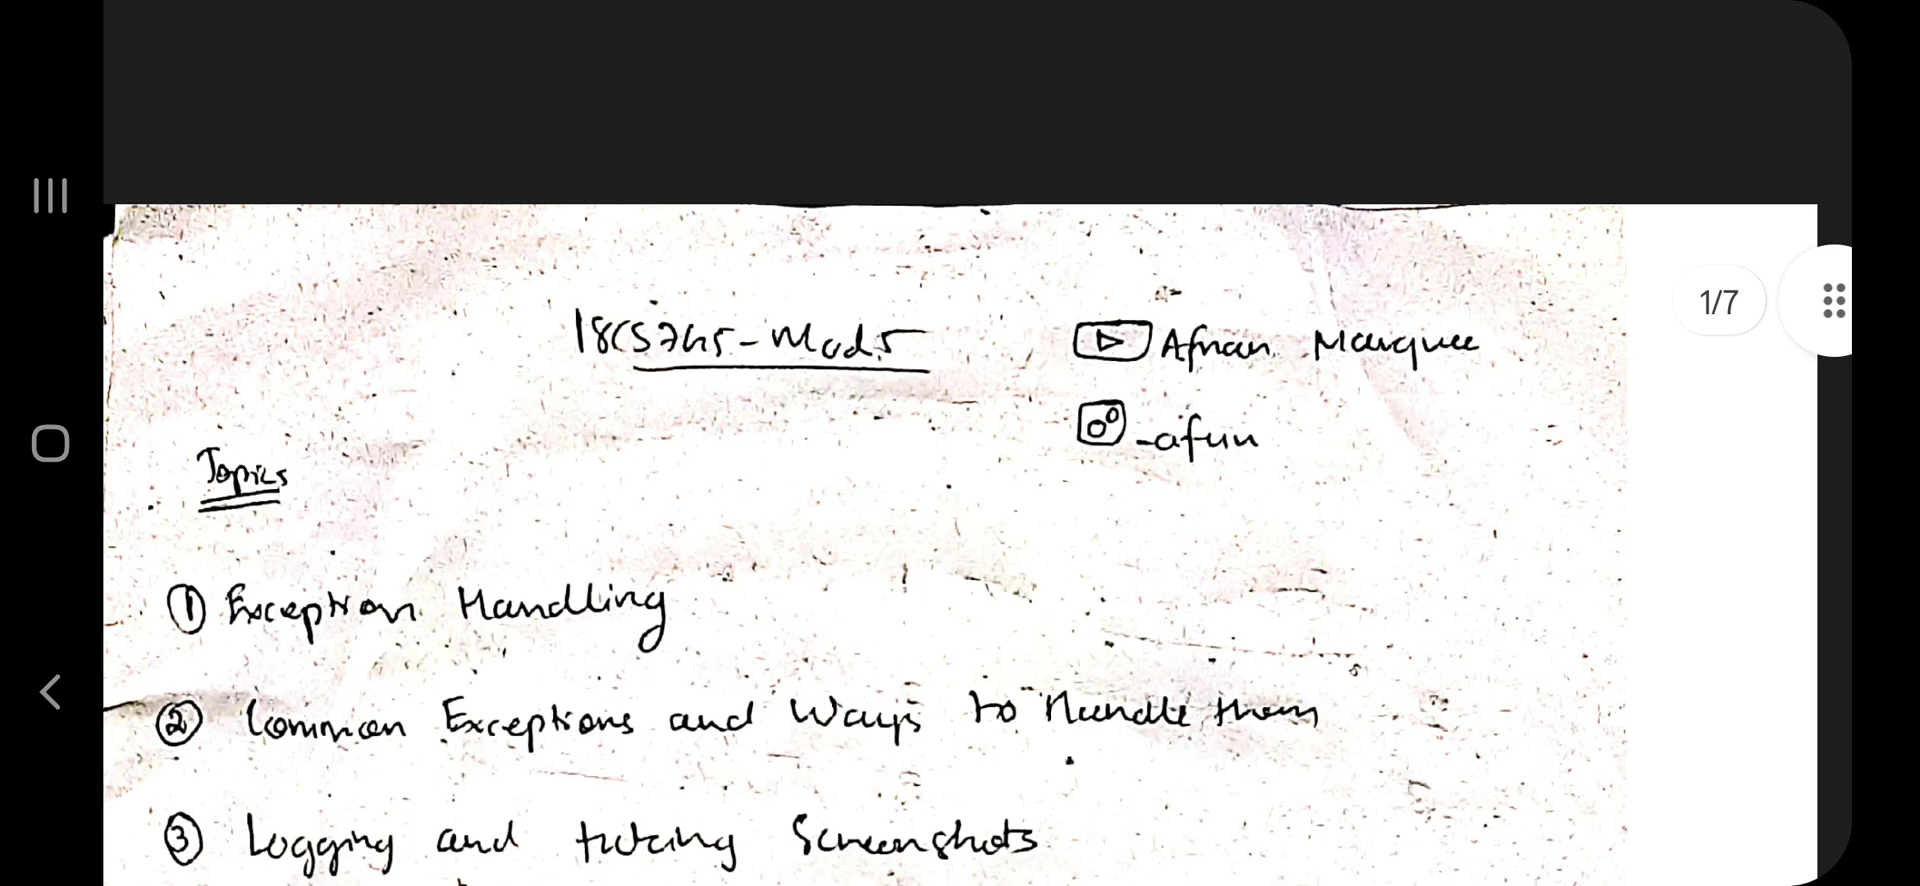 18CS745-Mod5
Afnan Marquee
-afun
1/7
Topics
① Exception Handling
② Common Exceptions and Ways to Handle them
③ Logging and taking Screenshots